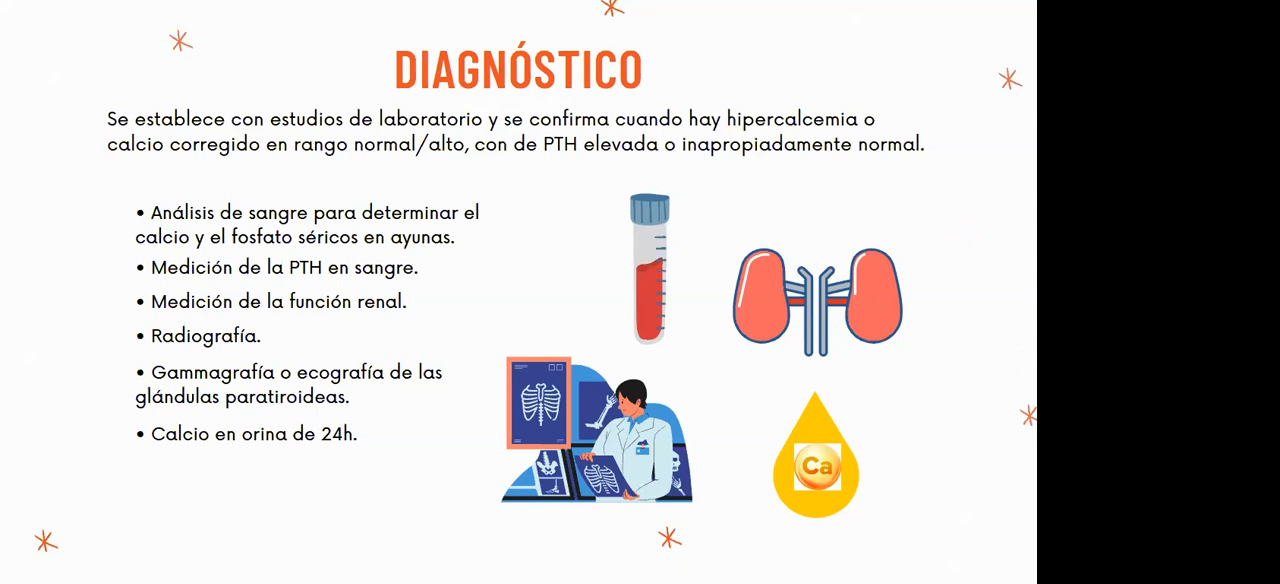 DIAGNÓSTICO
Se establece con estudios de laboratorio y se confirma cuando hay hipercalcemia o
calcio corregido en rango normal/alto, con de PTH elevada o inapropiadamente normal.
• Análisis de sangre para determinar el
calcio y el fosfato séricos en ayunas.
• Medición de la PTH en sangre.
• Medición de la función renal.
• Radiografía.
• Gammagrafía o ecografía de las
glándulas paratiroideas.
• Calcio en orina de 24h.
Ca